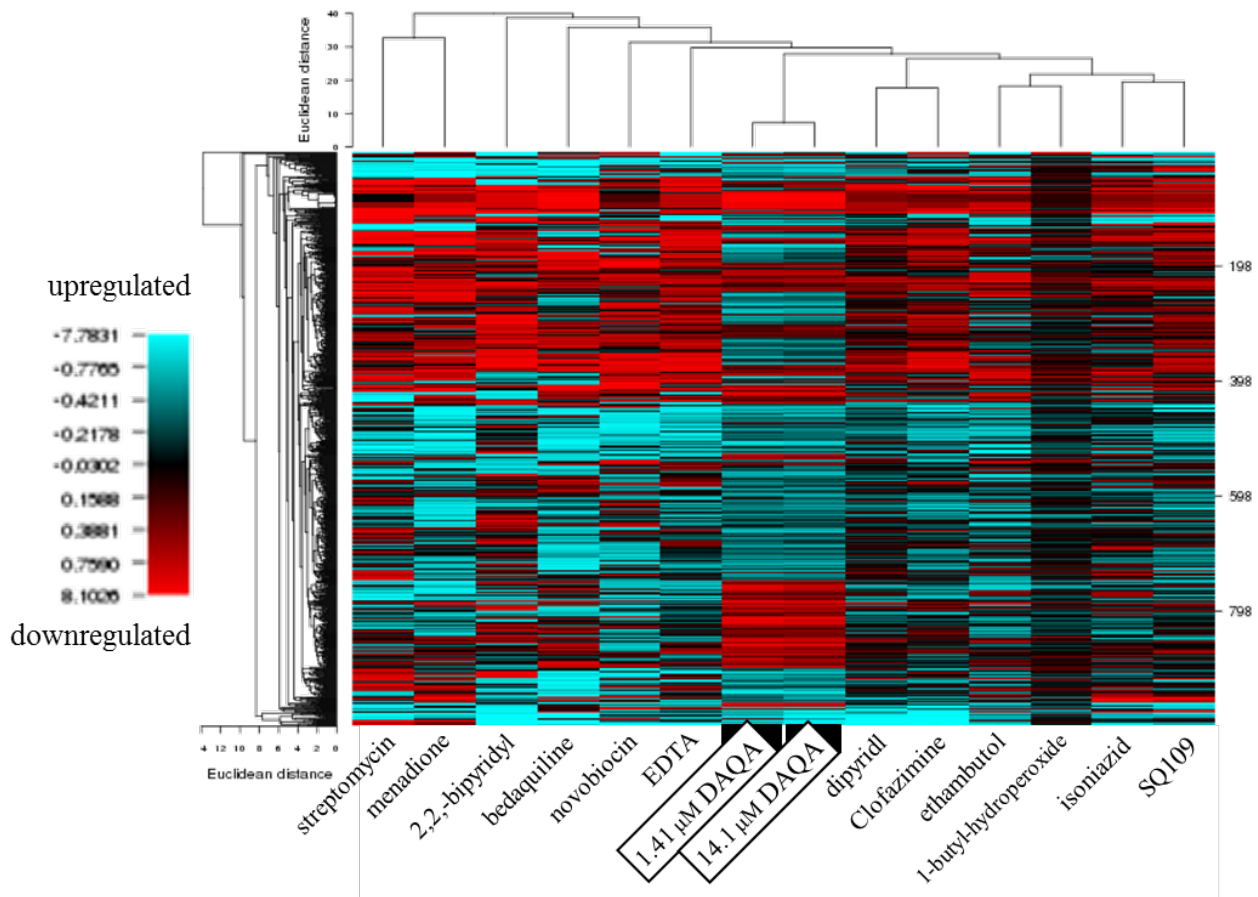 40
30
20
10
0
Euclidean distance
upregulated
-7.7831
-0.7765
-0.4211
-0.2178
-0.0302
0.1588
0.3881
0.7590
8.1026
downregulated
198
398
598
798
14 12 10 8 6 4 2 0
Euclidean distance
streptomycin
menadione
2,2,-bipyridyl
bedaquiline
novobiocin
EDTA
1.41 µM DAQA
14.1 µM DAQA
dipyridl
Clofazimine
ethambutol
1-butyl-hydroperoxide
isoniazid
SQ109